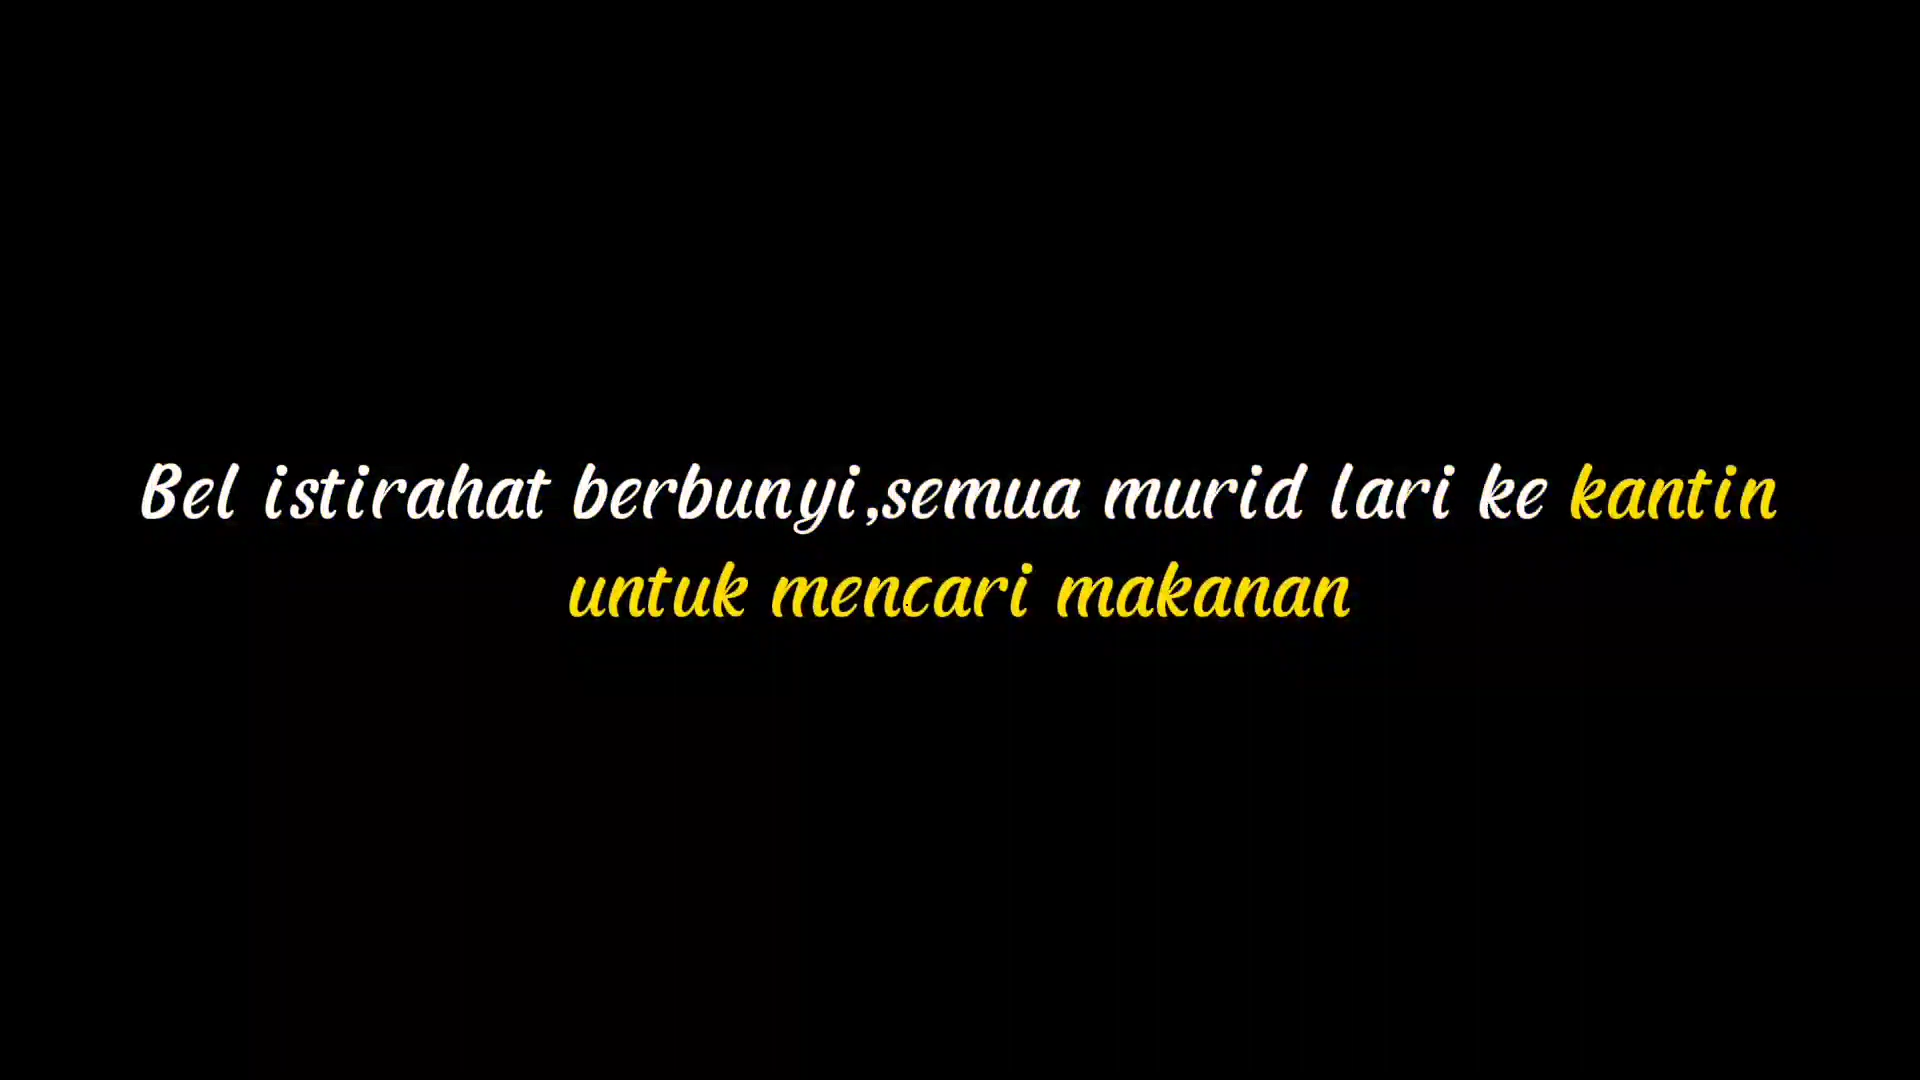 Bel istirahat berbunyi,semua murid lari ke kantin
untuk mencari makanan